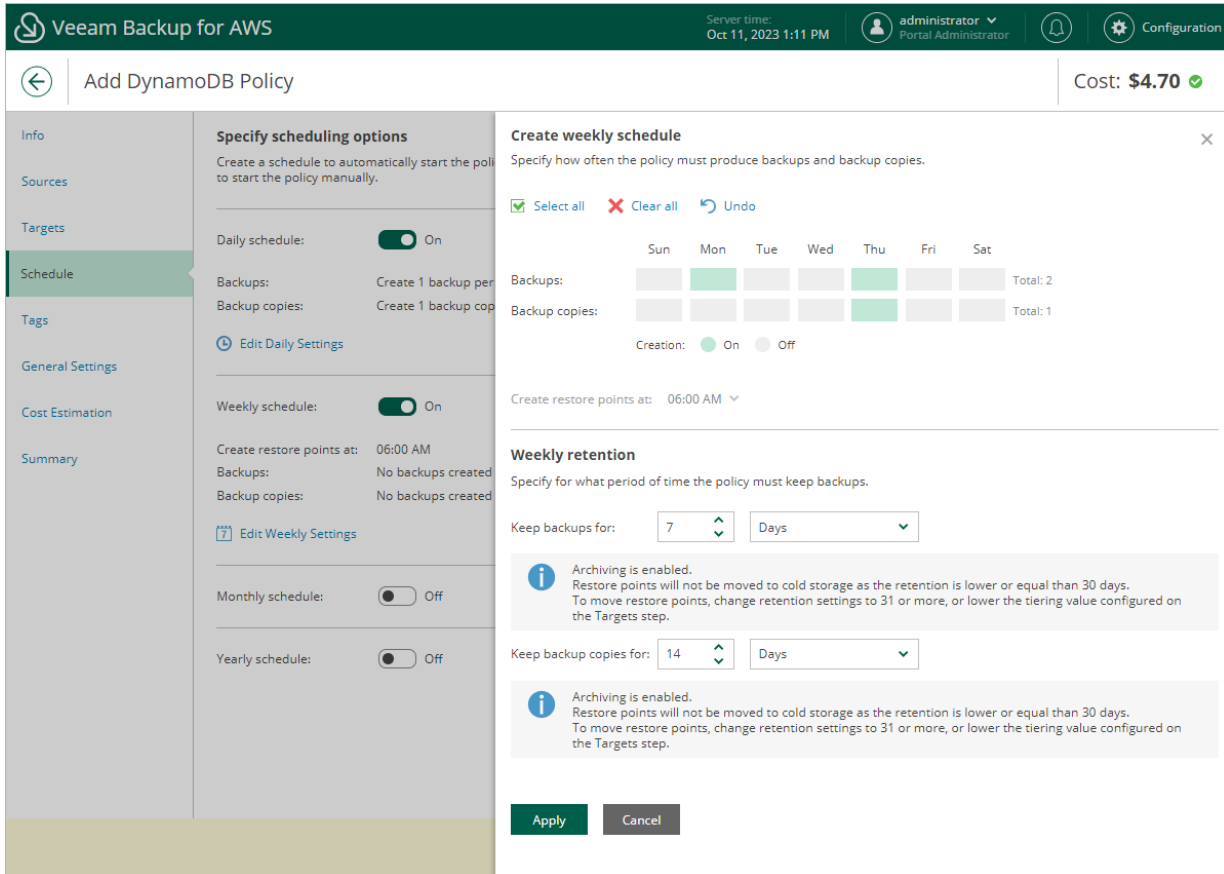 Veeam Backup for AWS
Server time:
Oct 11, 2023 1:11 PM
administrator
Portal Administrator
Configuration
Add DynamoDB Policy
Cost: $4.70
Info
Sources
Targets
Schedule
Tags
General Settings
Cost Estimation
Summary
Specify scheduling options
Create a schedule to automatically start the poli
to start the policy manually.
Daily schedule: On
Backups: Create 1 backup per
Backup copies: Create 1 backup cop
Edit Daily Settings
Weekly schedule: On
Create restore points at: 06:00 AM
Backups: No backups created
Backup copies: No backups created
7 Edit Weekly Settings
Monthly schedule: Off
Yearly schedule: Off
Create weekly schedule
Specify how often the policy must produce backups and backup copies.
Select all Clear all Undo
Sun Mon Tue Wed Thu Fri Sat
Backups: Total: 2
Backup copies: Total: 1
Creation: On Off
Create restore points at: 06:00 AM
Weekly retention
Specify for what period of time the policy must keep backups.
Keep backups for: 7 Days
Archiving is enabled.
Restore points will not be moved to cold storage as the retention is lower or equal than 30 days.
To move restore points, change retention settings to 31 or more, or lower the tiering value configured on
the Targets step.
Keep backup copies for: 14 Days
Archiving is enabled.
Restore points will not be moved to cold storage as the retention is lower or equal than 30 days.
To move restore points, change retention settings to 31 or more, or lower the tiering value configured on
the Targets step.
Apply Cancel